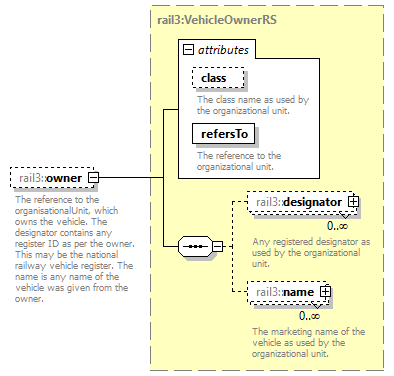 rail3:VehicleOwnerRS
attributes
class
The class name as used by
the organizational unit.
refersTo
The reference to the
organizational unit.
rail3::owner
The reference to the
organisationalUnit, which
owns the vehicle. The
designator contains any
register ID as per the owner.
This may be the national
railway vehicle register. The
name is any name of the
vehicle was given from the
owner.
rail3::designator
0..∞
Any registered designator as
used by the organizational
unit.
rail3::name
0..∞
The marketing name of the
vehicle as used by the
organizational unit.